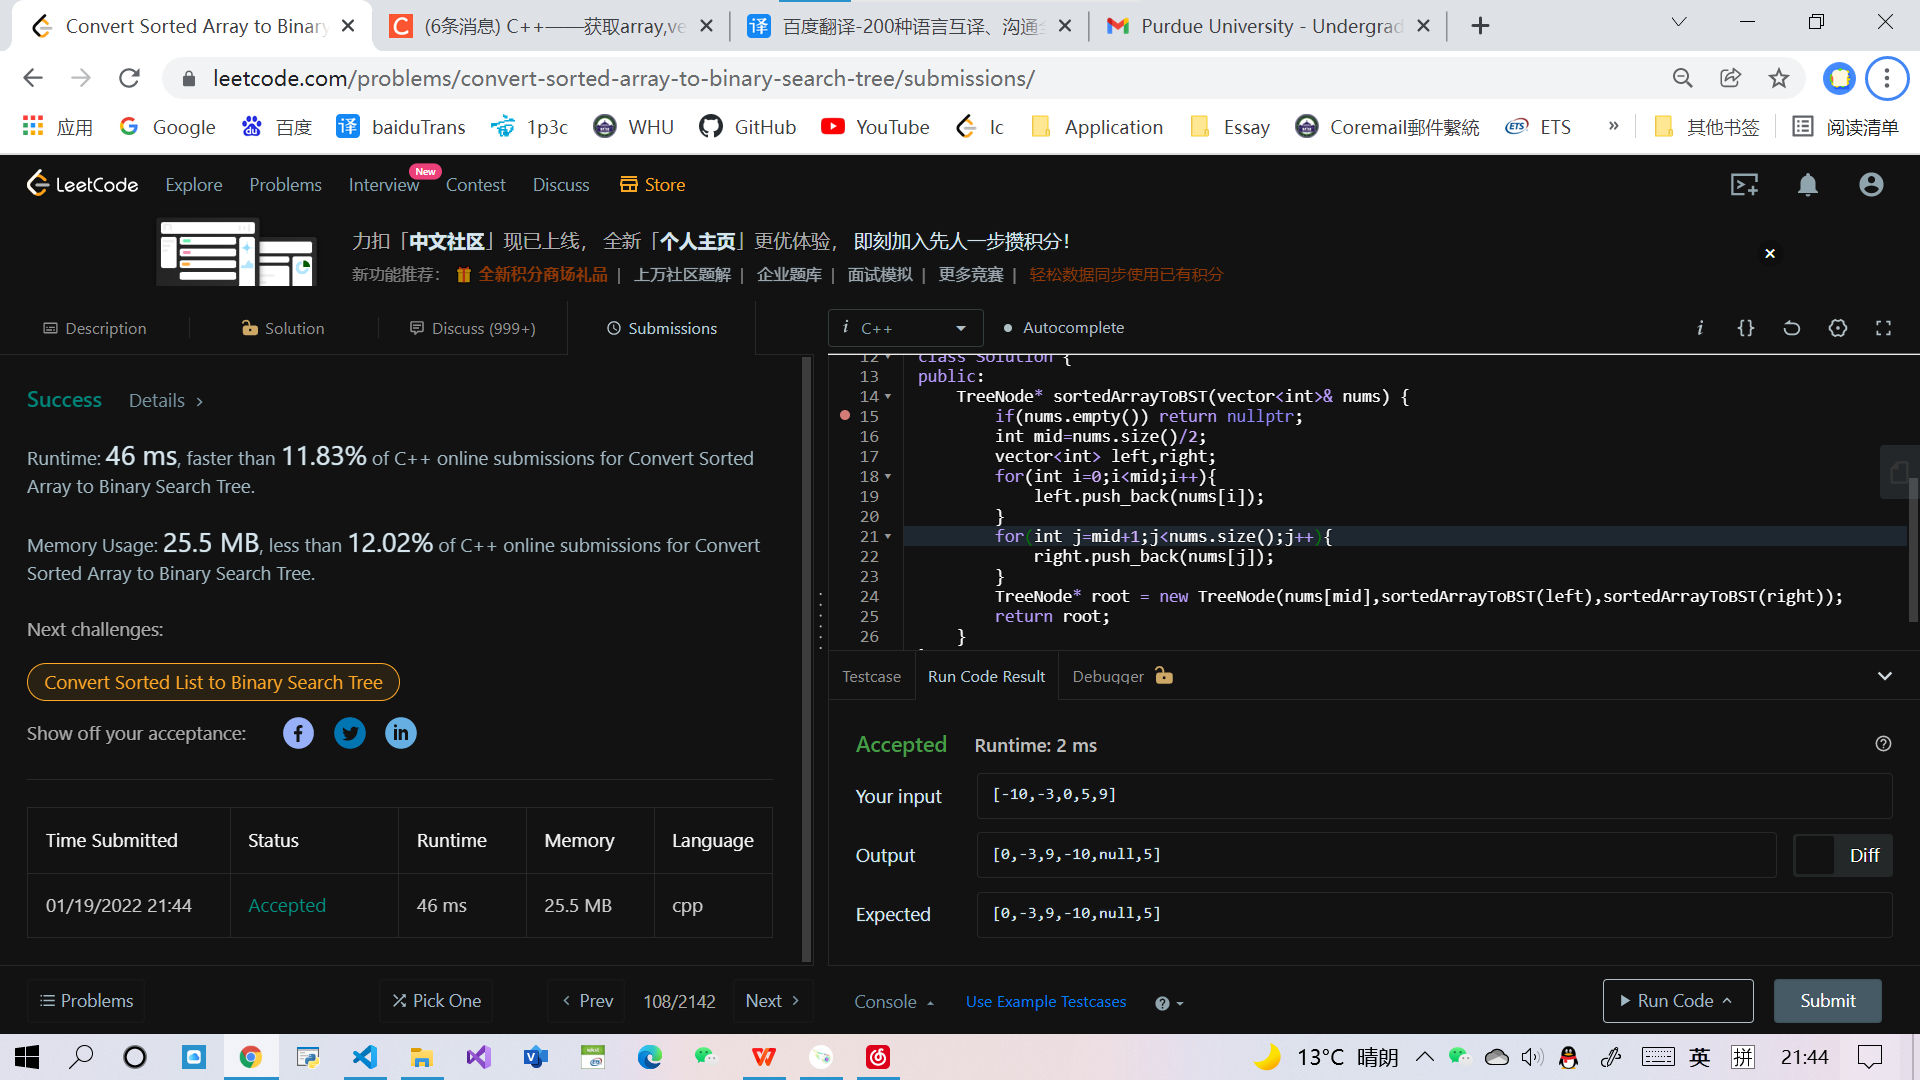 Convert Sorted Array to Binary
(6条消息) C++——获取array,ve
百度翻译-200种语言互译、沟通
Purdue University - Undergrad
leetcode.com/problems/convert-sorted-array-to-binary-search-tree/submissions/
应用 Google 百度 baiduTrans 1p3c WHU GitHub YouTube lc Application Essay Coremail郵件繫統 ETS » 其他书签 阅读清单
LeetCode Explore Problems Interview New Contest Discuss Store
力扣「中文社区」现已上线， 全新「个人主页」更优体验， 即刻加入先人一步攒积分！
新功能推荐： 全新积分商场礼品 | 上万社区题解 | 企业题库 | 面试模拟 | 更多竞赛 | 轻松数据同步使用已有积分
Description Solution Discuss (999+) Submissions
Success Details >
Runtime: 46 ms, faster than 11.83% of C++ online submissions for Convert Sorted
Array to Binary Search Tree.
Memory Usage: 25.5 MB, less than 12.02% of C++ online submissions for Convert
Sorted Array to Binary Search Tree.
Next challenges:
Convert Sorted List to Binary Search Tree
Show off your acceptance:
Time Submitted Status Runtime Memory Language
01/19/2022 21:44 Accepted 46 ms 25.5 MB cpp
Problems Pick One Prev 108/2142 Next
i C++ Autocomplete
12 class Solution {
13 public:
14 TreeNode* sortedArrayToBST(vector<int>& nums) {
15 if(nums.empty()) return nullptr;
16 int mid=nums.size()/2;
17 vector<int> left,right;
18 for(int i=0;i<mid;i++){
19 left.push_back(nums[i]);
20 }
21 for(int j=mid+1;j<nums.size();j++){
22 right.push_back(nums[j]);
23 }
24 TreeNode* root = new TreeNode(nums[mid],sortedArrayToBST(left),sortedArrayToBST(right));
25 return root;
26 }
Testcase Run Code Result Debugger
Accepted Runtime: 2 ms
Your input [-10,-3,0,5,9]
Output [0,-3,9,-10,null,5] Diff
Expected [0,-3,9,-10,null,5]
Console Use Example Testcases Run Code Submit
13°C 晴朗 英 拼 21:44